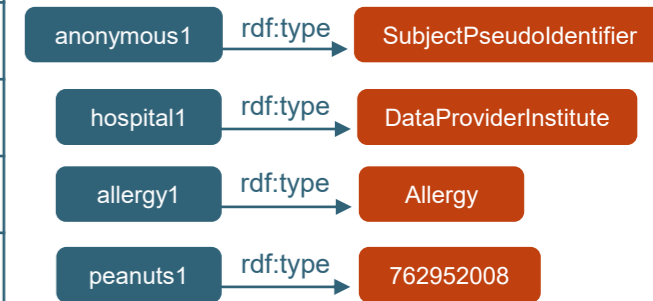 anonymous1 rdf:type SubjectPseudoIdentifier
hospital1 rdf:type DataProviderInstitute
allergy1 rdf:type Allergy
peanuts1 rdf:type 762952008